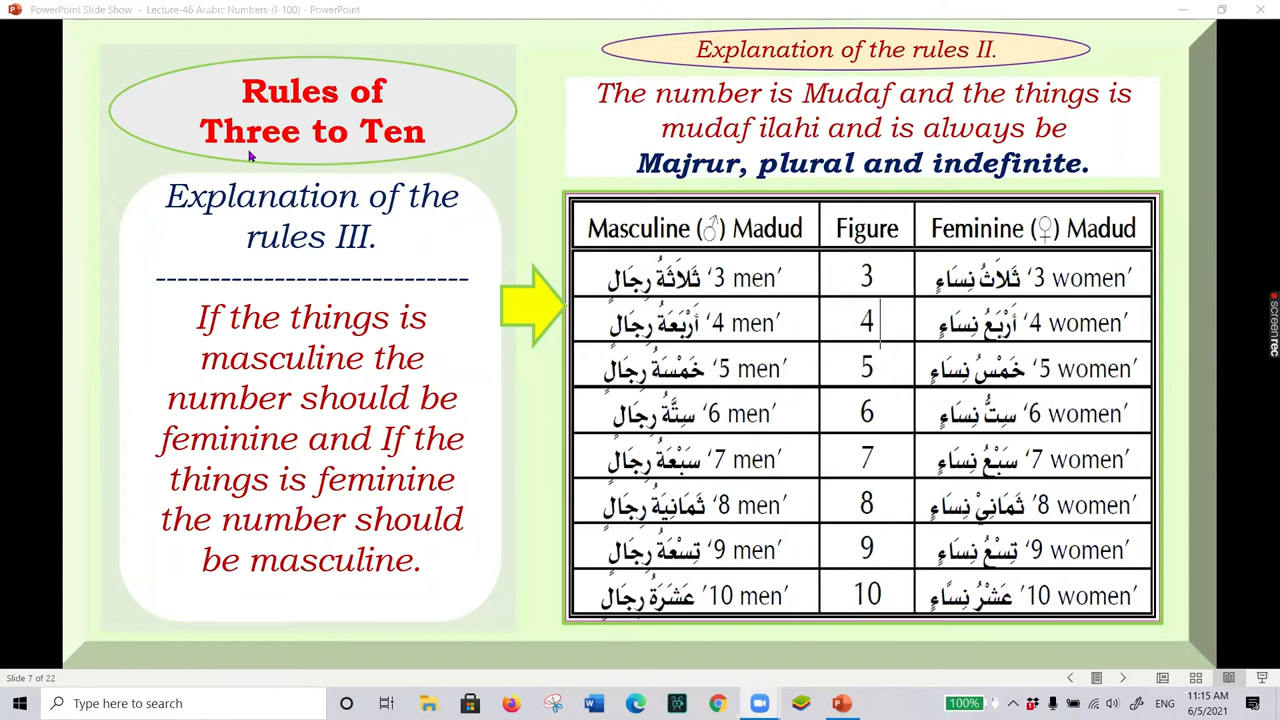 PowerPoint Slide Show - Lecture-46 Arabic Numbers-(I-100) - PowerPoint
Rules of
Three to Ten
Explanation of the
rules III.
-----------------------------
If the things is
masculine the
number should be
feminine and If the
things is feminine
the number should
be masculine.
Explanation of the rules II.
The number is Mudaf and the things is
mudaf ilahi and is always be
Majrur, plural and indefinite.
Masculine (♂) Madud Figure Feminine (♀) Madud
ثَلَاثَةُ رِجَالٍ ‘3 men’ 3 ثَلَاثُ نِسَاءٍ ‘3 women’
أَرْبَعَةُ رِجَالٍ ‘4 men’ 4 أَرْبَعُ نِسَاءٍ ‘4 women’
خَمْسَةُ رِجَالٍ ‘5 men’ 5 خَمْسُ نِسَاءٍ ‘5 women’
سِتَّةُ رِجَالٍ ‘6 men’ 6 سِتُّ نِسَاءٍ ‘6 women’
سَبْعَةُ رِجَالٍ ‘7 men’ 7 سَبْعُ نِسَاءٍ ‘7 women’
ثَمَانِيَةُ رِجَالٍ ‘8 men’ 8 ثَمَانِيْ نِسَاءٍ ‘8 women’
تِسْعَةُ رِجَالٍ ‘9 men’ 9 تِسْعُ نِسَاءٍ ‘9 women’
عَشَرَةُ رِجَالٍ ‘10 men’ 10 عَشْرُ نِسَاءٍ ‘10 women’
screenrec
Slide 7 of 22
Type here to search
100%
ENG
11:15 AM
6/5/2021